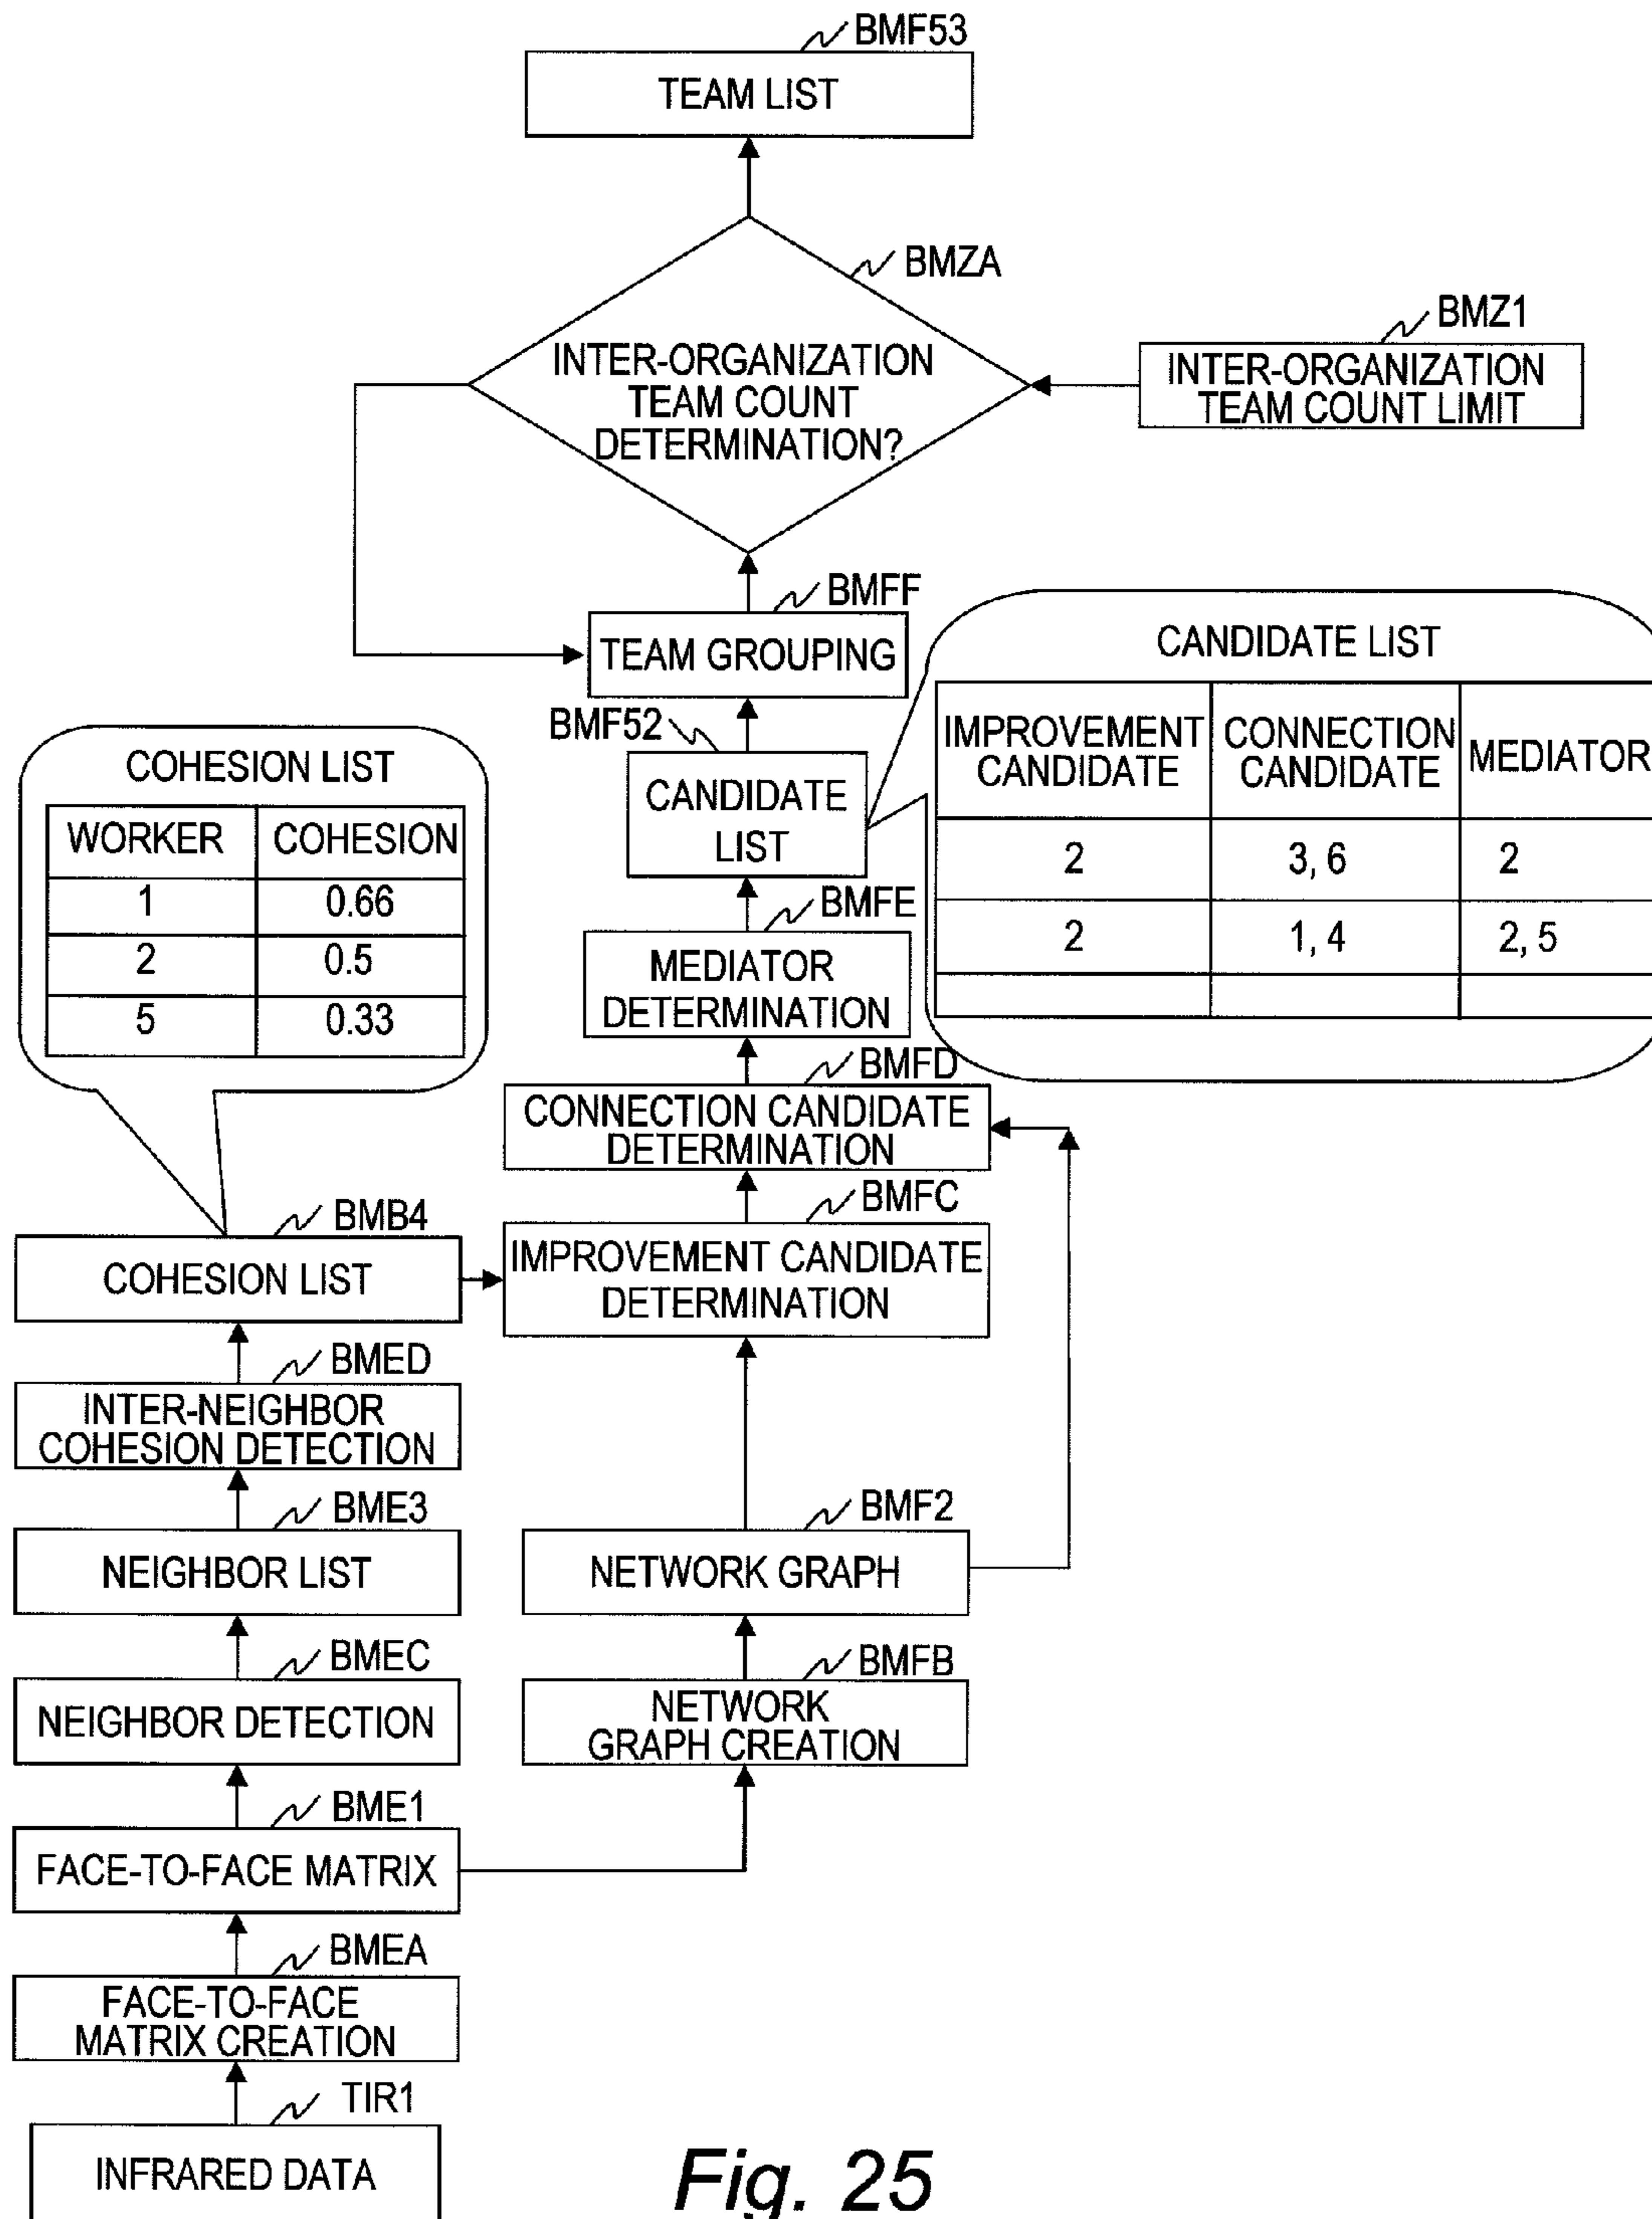 BMF53
TEAM LIST
BMZA
INTER-ORGANIZATION
TEAM COUNT
DETERMINATION?
BMZ1
INTER-ORGANIZATION
TEAM COUNT LIMIT
BMFF
TEAM GROUPING
BMF52
CANDIDATE
LIST
CANDIDATE LIST
IMPROVEMENT
CANDIDATE
CONNECTION
CANDIDATE
MEDIATOR
2 3, 6 2
2 1, 4 2, 5
COHESION LIST
WORKER COHESION
1 0.66
2 0.5
5 0.33
BMFE
MEDIATOR
DETERMINATION
BMFD
CONNECTION CANDIDATE
DETERMINATION
BMFC
IMPROVEMENT CANDIDATE
DETERMINATION
BMB4
COHESION LIST
BMED
INTER-NEIGHBOR
COHESION DETECTION
BME3
NEIGHBOR LIST
BMF2
NETWORK GRAPH
BMEC
NEIGHBOR DETECTION
BMFB
NETWORK
GRAPH CREATION
BME1
FACE-TO-FACE MATRIX
BMEA
FACE-TO-FACE
MATRIX CREATION
TIR1
INFRARED DATA
Fig. 25